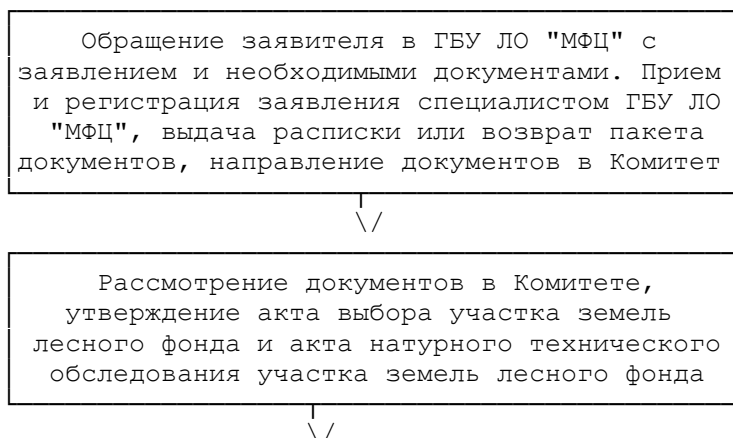 Обращение заявителя в ГБУ ЛО "МФЦ" с
заявлением и необходимыми документами. Прием
и регистрация заявления специалистом ГБУ ЛО
"МФЦ", выдача расписки или возврат пакета
документов, направление документов в Комитет
\/
Рассмотрение документов в Комитете,
утверждение акта выбора участка земель
лесного фонда и акта натурного технического
обследования участка земель лесного фонда
\/